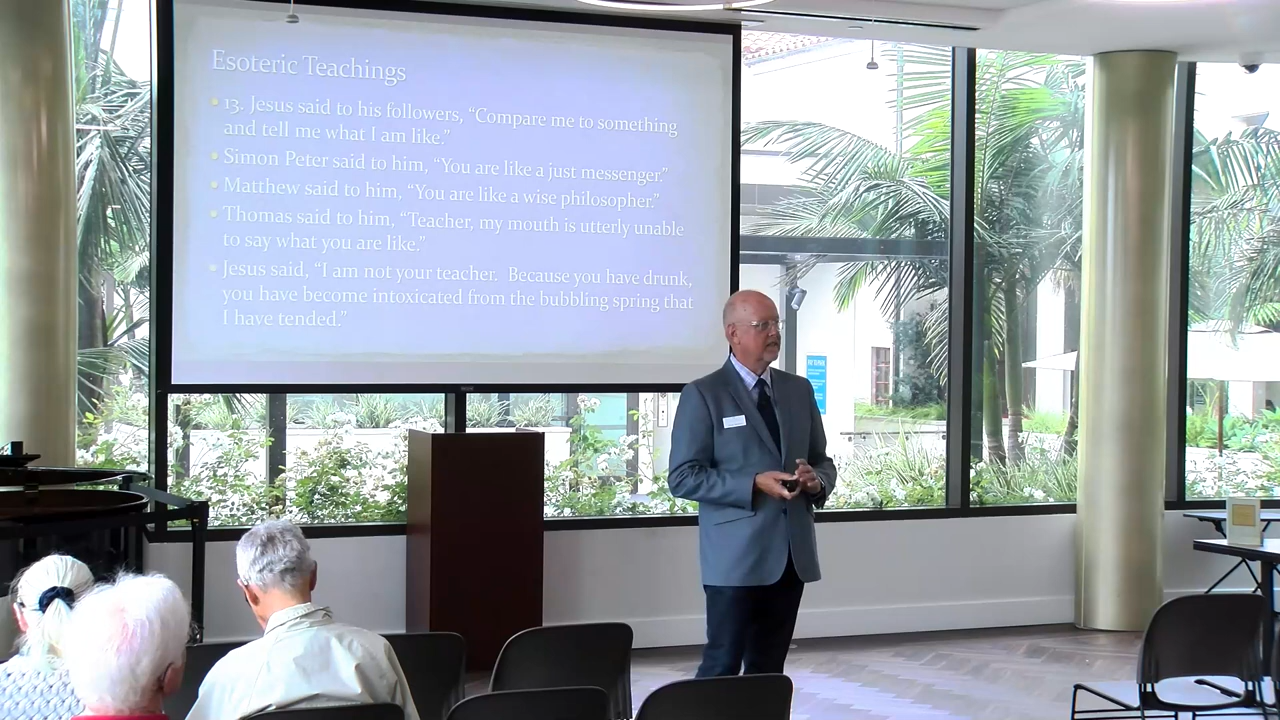 Esoteric Teachings
• 13. Jesus said to his followers, “Compare me to something
and tell me what I am like.”
• Simon Peter said to him, “You are like a just messenger.”
• Matthew said to him, “You are like a wise philosopher.”
• Thomas said to him, “Teacher, my mouth is utterly unable
to say what you are like.”
• Jesus said, “I am not your teacher. Because you have drunk,
you have become intoxicated from the bubbling spring that
I have tended.”